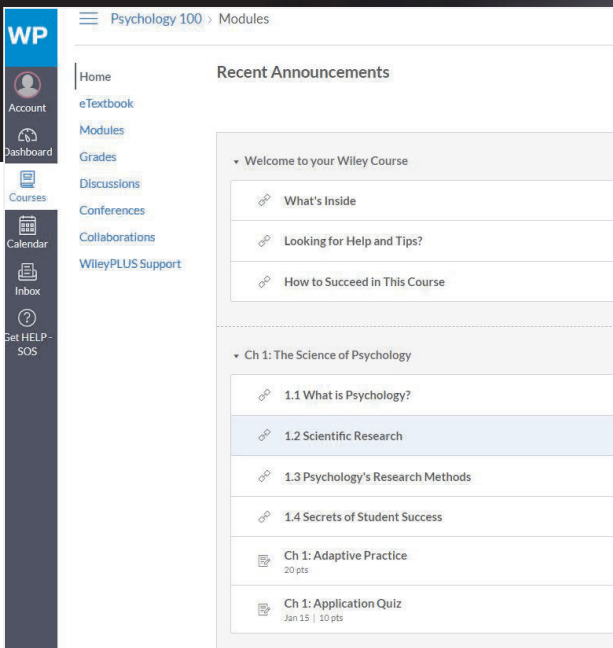 WP
Psychology 100 > Modules
Account
Dashboard
Courses
Calendar
Inbox
Get HELP -
SOS
Home
eTextbook
Modules
Grades
Discussions
Conferences
Collaborations
WileyPLUS Support
Recent Announcements
Welcome to your Wiley Course
What's Inside
Looking for Help and Tips?
How to Succeed in This Course
Ch 1: The Science of Psychology
1.1 What is Psychology?
1.2 Scientific Research
1.3 Psychology's Research Methods
1.4 Secrets of Student Success
Ch 1: Adaptive Practice
20 pts
Ch 1: Application Quiz
Jan 15 | 10 pts